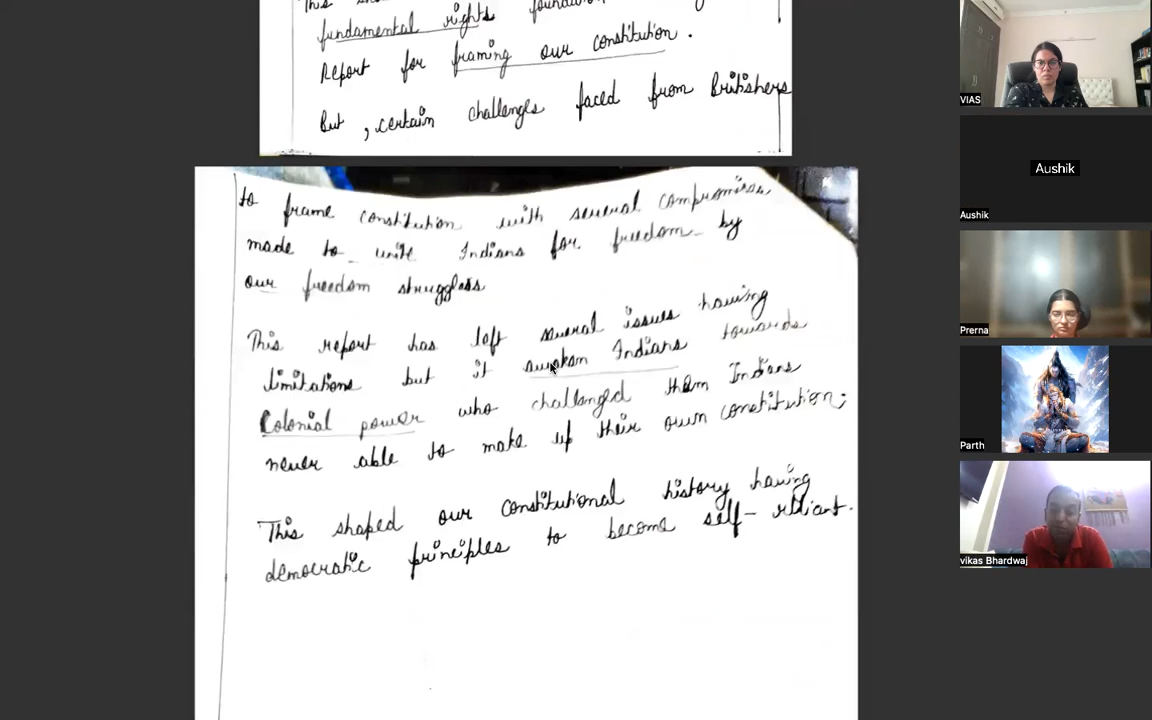 This
fundamental rights
Report for framing our constitution.
But, certain challenges faced from Britishers
to frame constitution with several compromises
made to unite Indians for freedom by
our freedom struggless
This report has left several issues having
limitations but it awaken Indians towards
Colonial power who challenged them Indians
never able to make up their own constitution;
This shaped our constitutional history having
democratic principles to become self-reliant.
VIAS
Aushik
Aushik
Prerna
Parth
vikas Bhardwaj